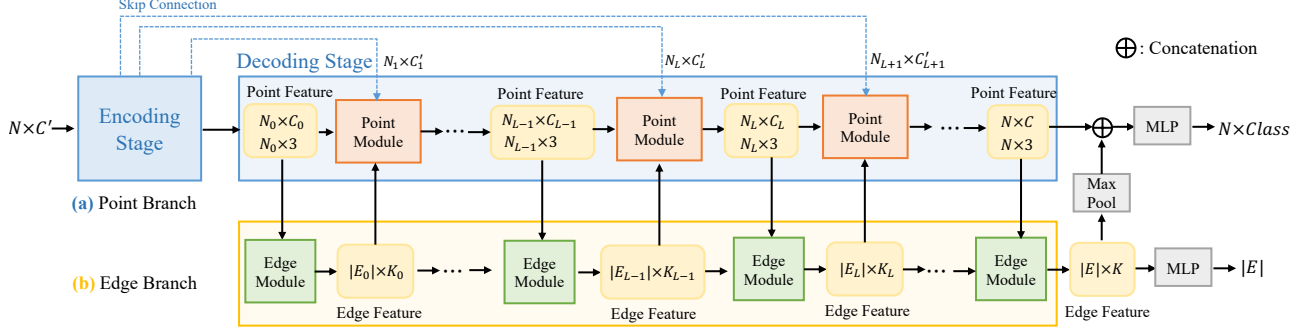 Skip Connection
Decoding Stage
N₁×C′₁
N_L×C′_L
N_{L+1}×C′_{L+1}
⊕: Concatenation
N×C′
Encoding
Stage
Point Feature
N₀×C₀
N₀×3
Point
Module
...
Point Feature
N_{L−1}×C_{L−1}
N_{L−1}×3
Point
Module
Point Feature
N_L×C_L
N_L×3
Point
Module
...
Point Feature
N×C
N×3
MLP
N×Class
(a) Point Branch
Max
Pool
(b) Edge Branch
Edge
Module
|E₀|×K₀
Edge Feature
...
Edge
Module
|E_{L−1}|×K_{L−1}
Edge Feature
Edge
Module
|E_L|×K_L
Edge Feature
...
Edge
Module
|E|×K
Edge Feature
MLP
|E|